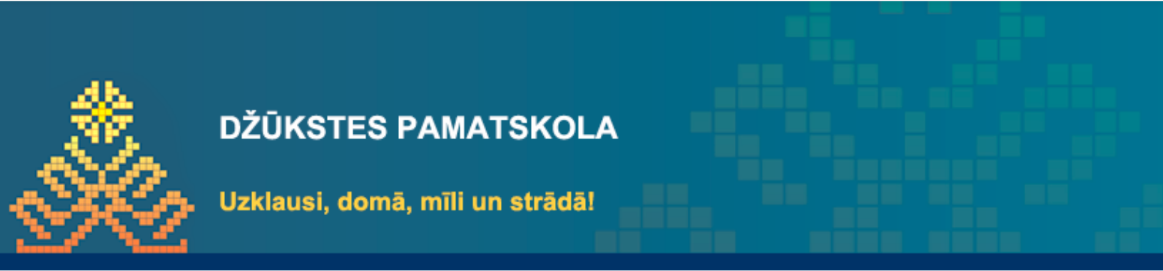 DŽŪKSTES PAMATSKOLA
Uzklausi, domā, mīli un strādā!